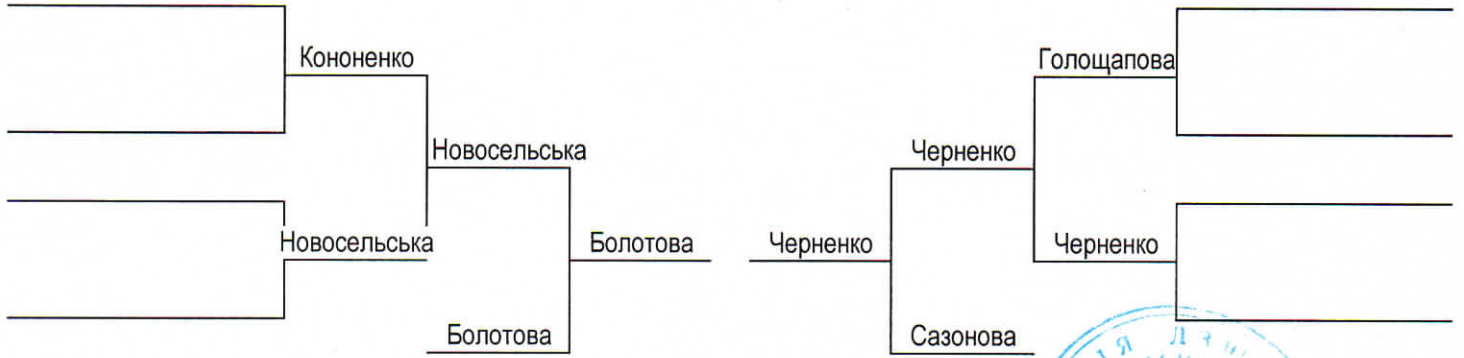 Кононенко
Голощапова
Новосельська
Черненко
Новосельська
Болотова
Черненко
Черненко
Болотова
Сазонова